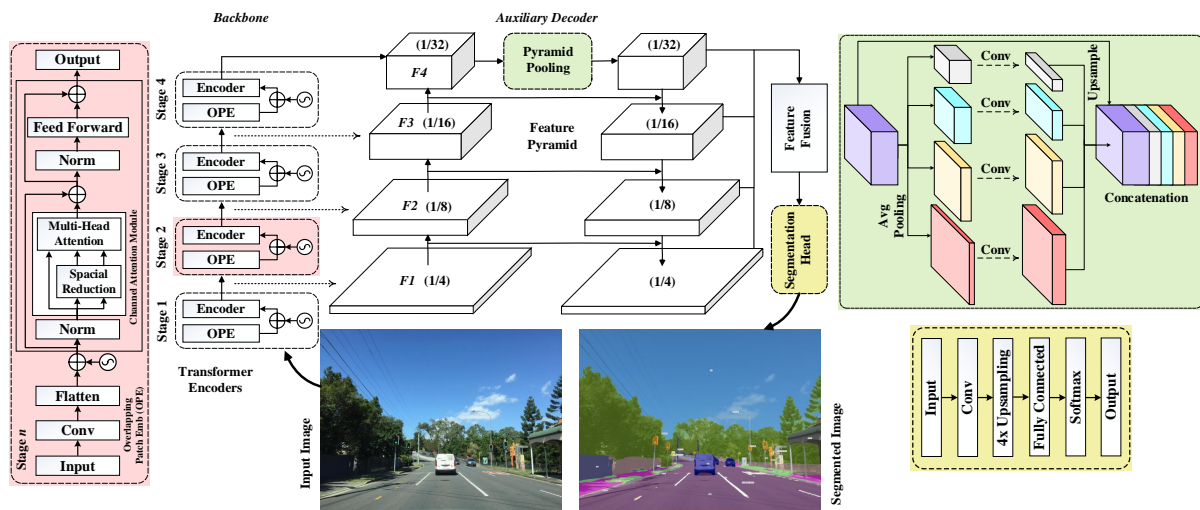 Output
Feed Forward
Norm
Multi-Head
Attention
Spacial
Reduction
Channel Attention Module
Norm
Flatten
Conv
Input
Overlapping
Patch Emb (OPE)
Stage n
Backbone
Stage 4
Encoder
OPE
Stage 3
Encoder
OPE
Stage 2
Encoder
OPE
Stage 1
Encoder
OPE
Transformer
Encoders
(1/32)
F4
F3 (1/16)
F2
(1/8)
F1 (1/4)
Auxiliary Decoder
Pyramid
Pooling
Feature
Pyramid
(1/32)
(1/16)
(1/8)
(1/4)
Feature Fusion
Segmentation
Head
Input Image
Segmented Image
Conv
Conv
Conv
Conv
Avg
Pooling
Upsample
Concatenation
Input
Conv
4x Upsampling
Fully Connected
Softmax
Output